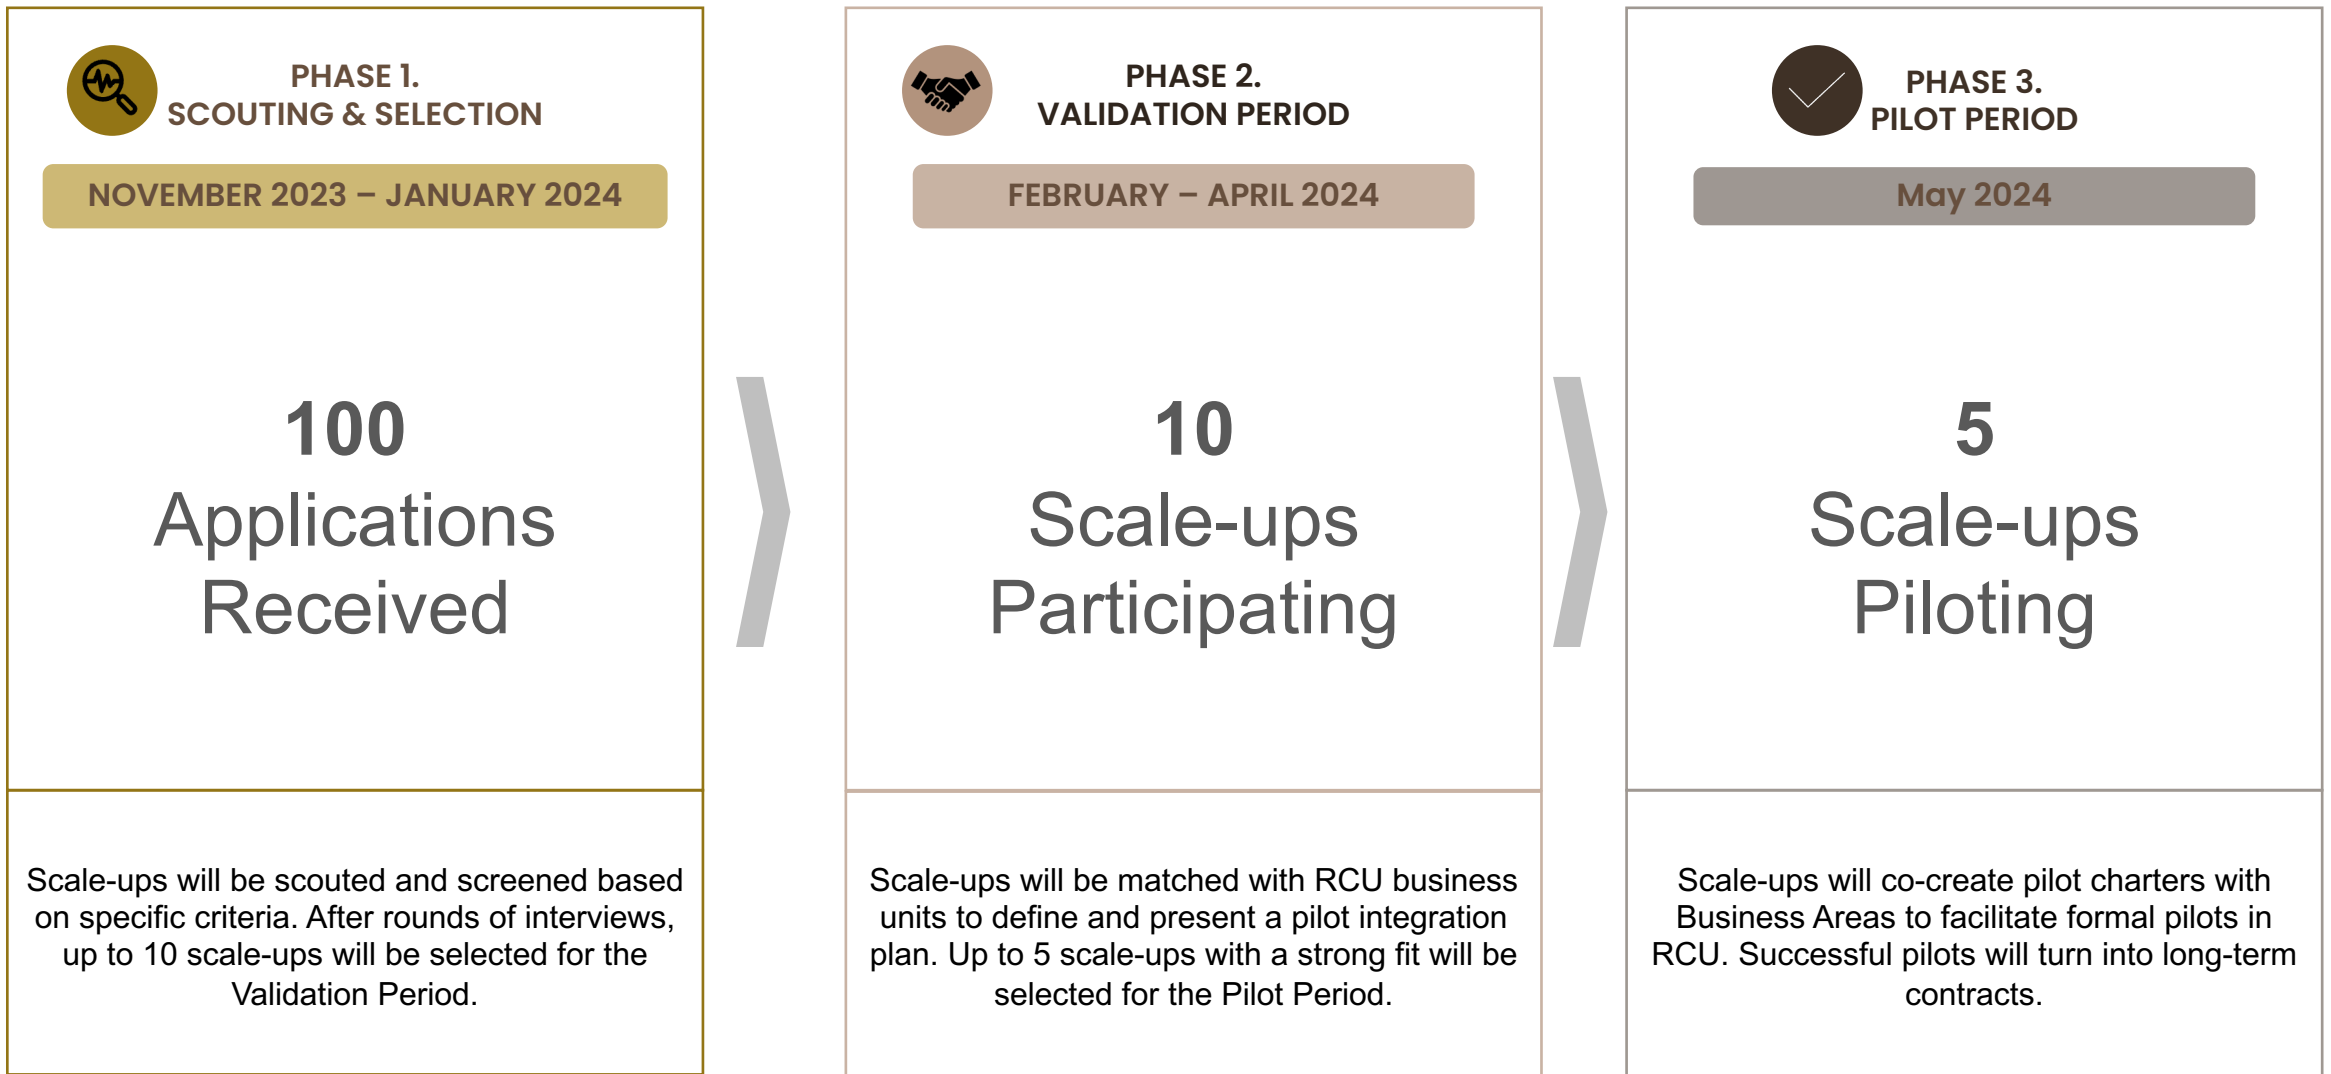 PHASE 1.
SCOUTING & SELECTION
NOVEMBER 2023 – JANUARY 2024
100
Applications
Received
Scale-ups will be scouted and screened based
on specific criteria. After rounds of interviews,
up to 10 scale-ups will be selected for the
Validation Period.
PHASE 2.
VALIDATION PERIOD
FEBRUARY – APRIL 2024
10
Scale-ups
Participating
Scale-ups will be matched with RCU business
units to define and present a pilot integration
plan. Up to 5 scale-ups with a strong fit will be
selected for the Pilot Period.
PHASE 3.
PILOT PERIOD
May 2024
5
Scale-ups
Piloting
Scale-ups will co-create pilot charters with
Business Areas to facilitate formal pilots in
RCU. Successful pilots will turn into long-term
contracts.